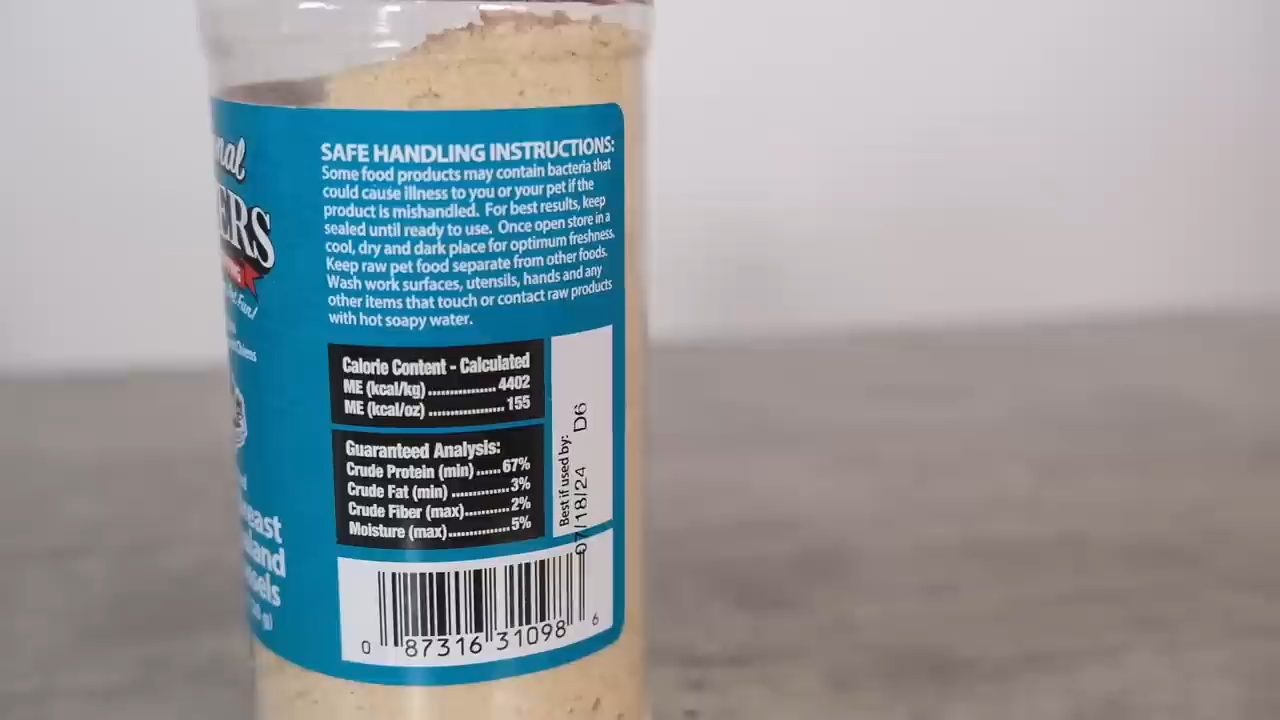 SAFE HANDLING INSTRUCTIONS:
Some food products may contain bacteria that
could cause illness to you or your pet if the
product is mishandled. For best results, keep
sealed until ready to use. Once open store in a
cool, dry and dark place for optimum freshness.
Keep raw pet food separate from other foods.
Wash work surfaces, utensils, hands and any
other items that touch or contact raw products
with hot soapy water.
Calorie Content - Calculated
ME (kcal/kg)................4402
ME (kcal/oz)..................155
Guaranteed Analysis:
Crude Protein (min)......67%
Crude Fat (min)..............3%
Crude Fiber (max)..........2%
Moisture (max)...............5%
Best if used by:
07/18/24 D6
0 87316 31098 6